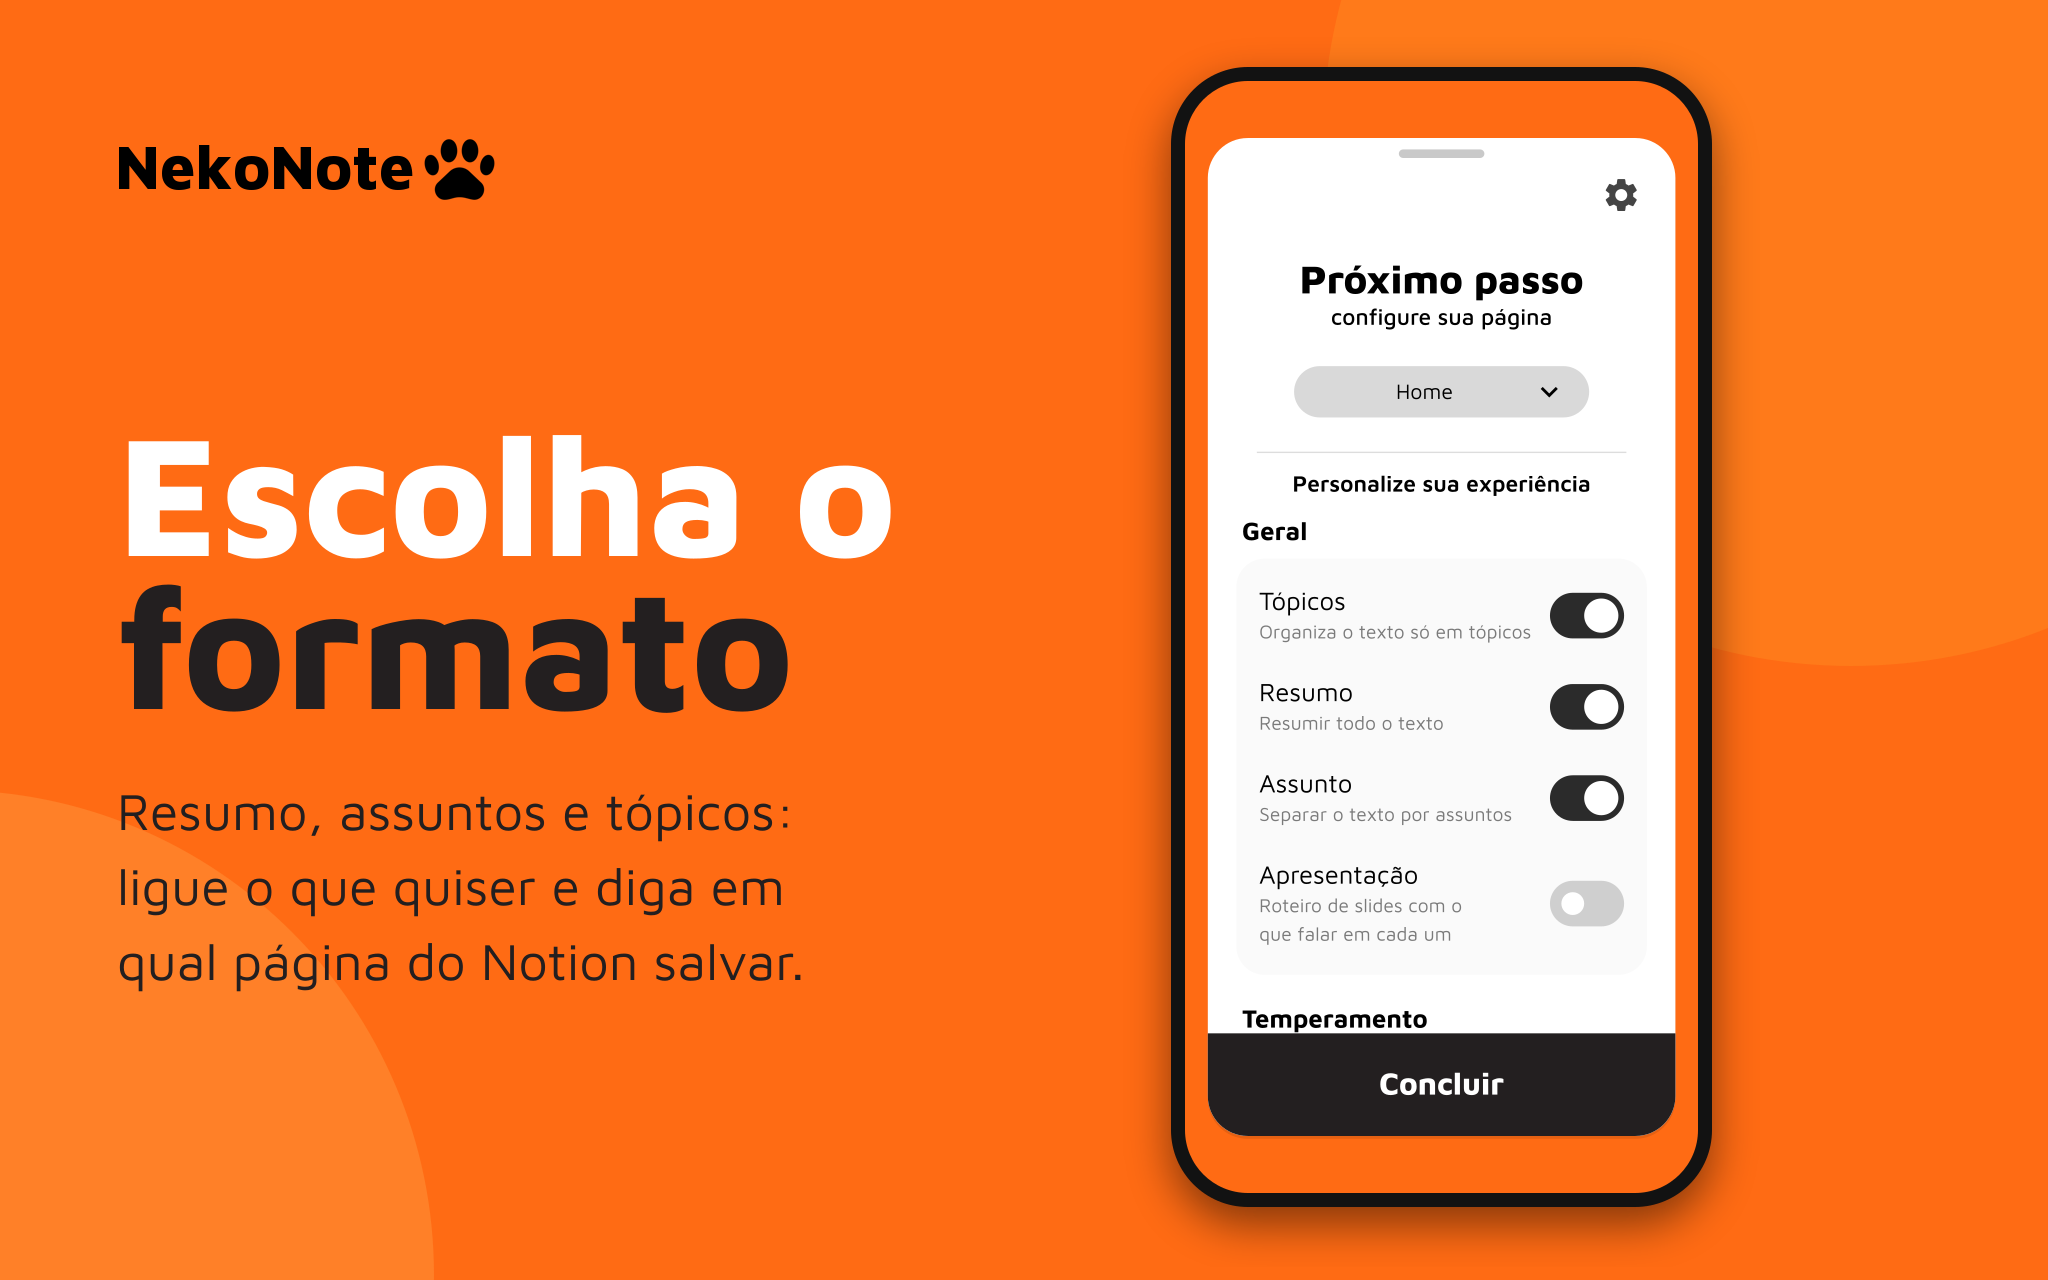 NekoNote
Escolha o
formato
Resumo, assuntos e tópicos:
ligue o que quiser e diga em
qual página do Notion salvar.
Próximo passo
configure sua página
Home
Personalize sua experiência
Geral
Tópicos
Organiza o texto só em tópicos
Resumo
Resumir todo o texto
Assunto
Separar o texto por assuntos
Apresentação
Roteiro de slides com o
que falar em cada um
Temperamento
Concluir